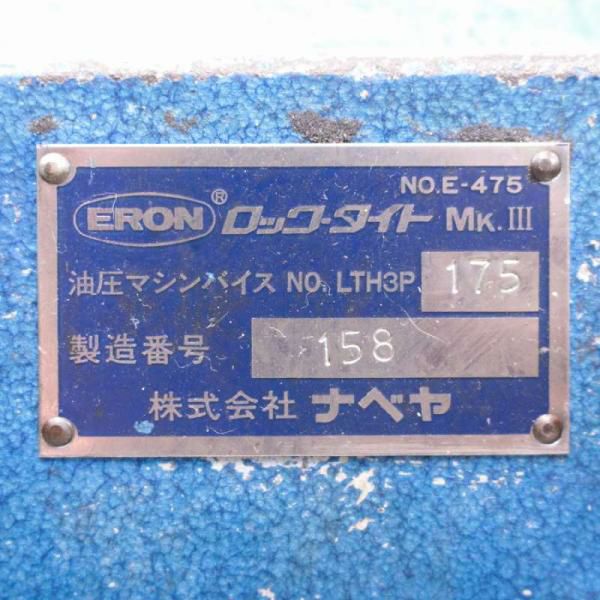 NO.E-475
ERON® ロック-タイト MK.III
油圧マシンバイス NO. LTH3P 175
製造番号 158
株式会社 ナベヤ